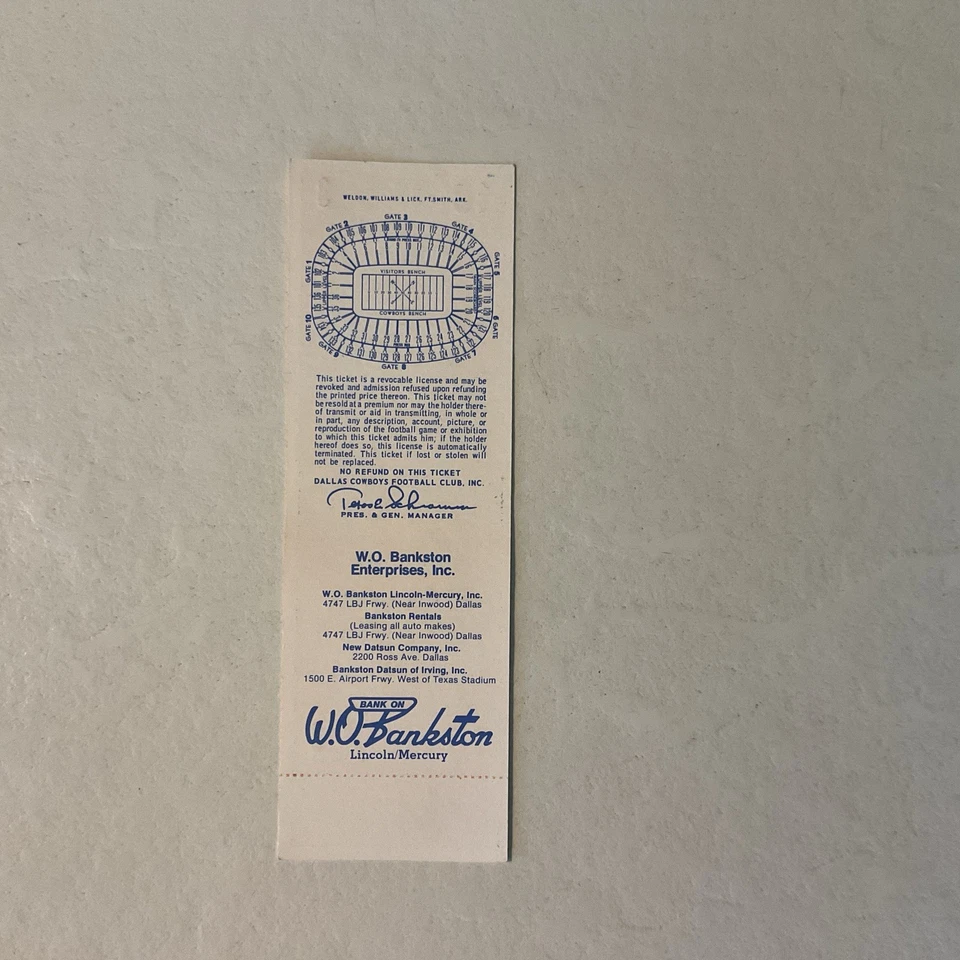 WELDON, WILLIAMS & LICK, FT.SMITH, ARK.
GATE 3
GATE 2
GATE 4
GATE 1
GATE 5
VISITORS BENCH
COWBOYS BENCH
GATE 10
GATE 6
GATE 9
GATE 7
GATE 8
This ticket is a revocable license and may be
revoked and admission refused upon refunding
the printed price thereon. This ticket may not
be resold at a premium nor may the holder there-
of transmit or aid in transmitting, in whole or
in part, any description, account, picture, or
reproduction of the football game or exhibition
to which this ticket admits him; if the holder
hereof does so, this license is automatically
terminated. This ticket if lost or stolen will
not be replaced.
NO REFUND ON THIS TICKET
DALLAS COWBOYS FOOTBALL CLUB, INC.
PRES. & GEN. MANAGER
W.O. Bankston
Enterprises, Inc.
W.O. Bankston Lincoln-Mercury, Inc.
4747 LBJ Frwy. (Near Inwood) Dallas
Bankston Rentals
(Leasing all auto makes)
4747 LBJ Frwy. (Near Inwood) Dallas
New Datsun Company, Inc.
2200 Ross Ave. Dallas
Bankston Datsun of Irving, Inc.
1500 E. Airport Frwy. West of Texas Stadium
BANK ON
W.O. Bankston
Lincoln/Mercury